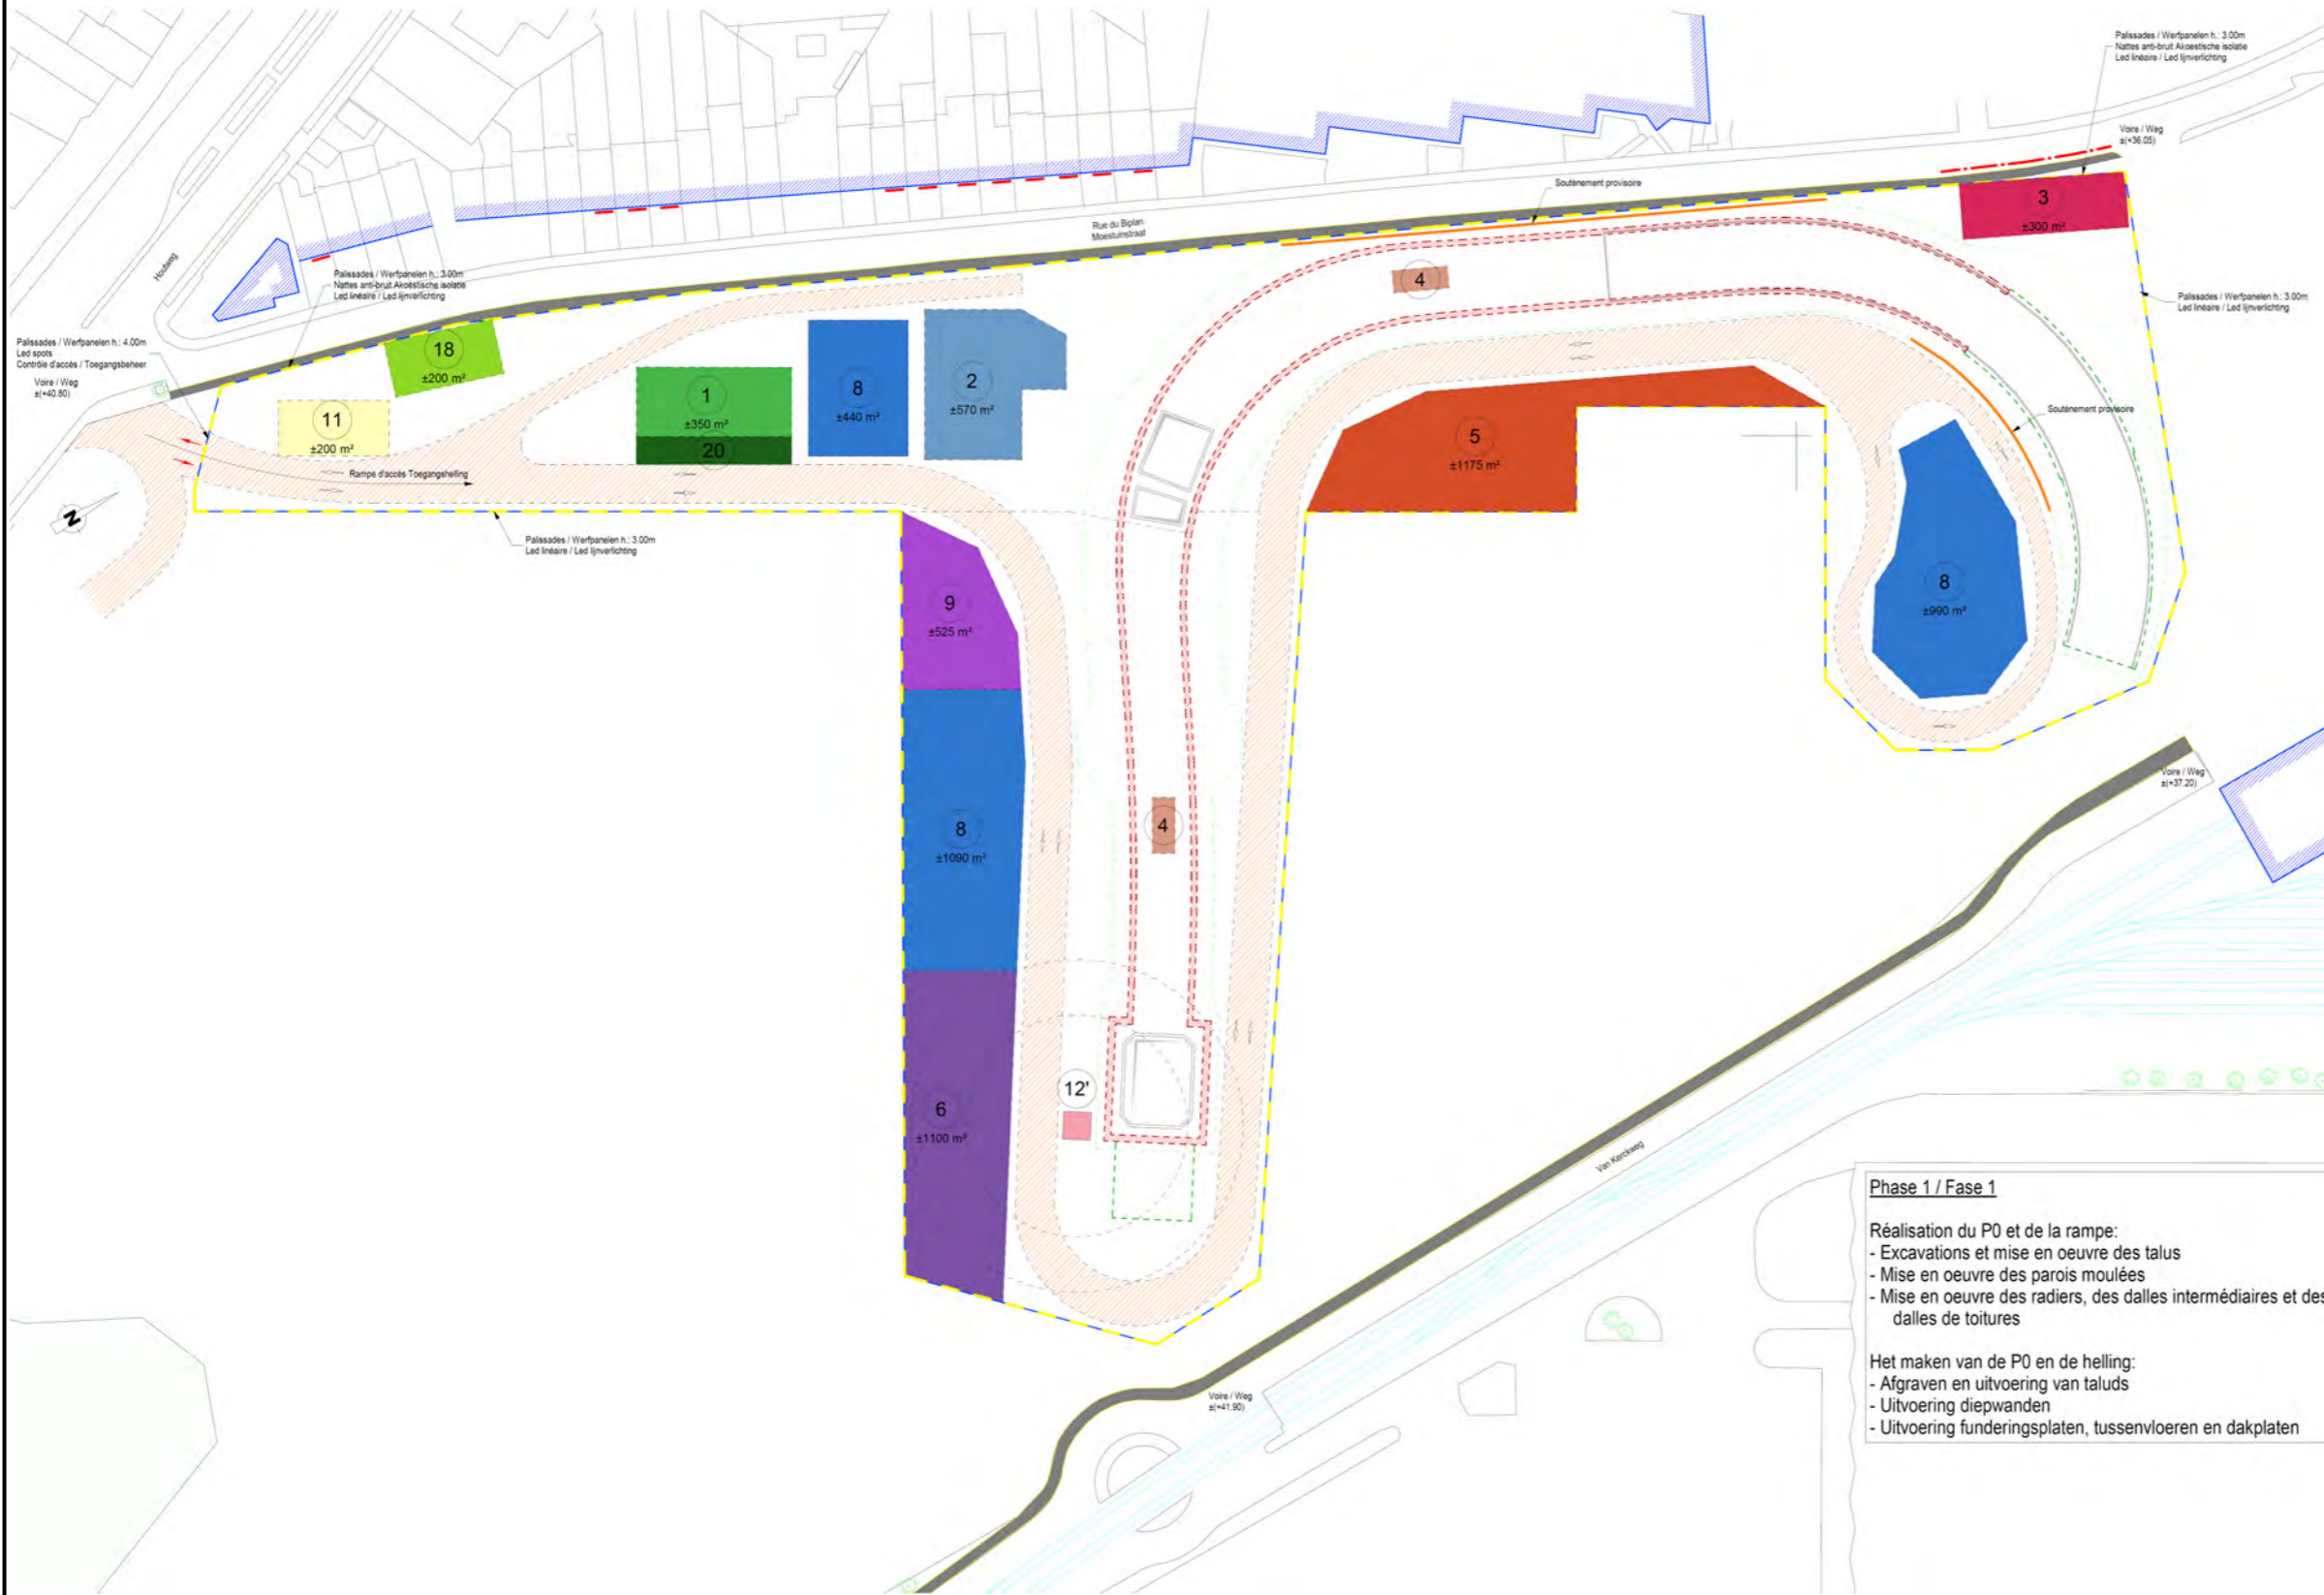 Palissades / Werfpanelen h.: 3.00m
Nattes anti-bruit Akoestische isolatie
Led linéaire / Led lijnverlichting
Voire / Weg
±(+36.05)
Soutènement provisoire
3
±300 m²
Rue du Biplan
Moestuinstraat
Houtweg
Palissades / Werfpanelen h.: 3.00m
Nattes anti-bruit Akoestische isolatie
Led linéaire / Led lijnverlichting
4
Palissades / Werfpanelen h.: 3.00m
Led linéaire / Led lijnverlichting
Palissades / Werfpanelen h.: 4.00m
Led spots
Contrôle d'accès / Toegangsbeheer
Voire / Weg
±(+40.80)
18
±200 m²
11
±200 m²
1
±350 m²
20
8
±440 m²
2
±570 m²
5
±1175 m²
Soutènement provisoire
Rampe d'accès Toegangshelling
N
Palissades / Werfpanelen h.: 3.00m
Led linéaire / Led lijnverlichting
9
±525 m²
8
±990 m²
Voire / Weg
±(+37.20)
8
±1090 m²
4
12'
6
±1100 m²
Van Kerckweg
Voire / Weg
±(+41.90)
Phase 1 / Fase 1
Réalisation du P0 et de la rampe:
- Excavations et mise en oeuvre des talus
- Mise en oeuvre des parois moulées
- Mise en oeuvre des radiers, des dalles intermédiaires et des
dalles de toitures
Het maken van de P0 en de helling:
- Afgraven en uitvoering van taluds
- Uitvoering diepwanden
- Uitvoering funderingsplaten, tussenvloeren en dakplaten